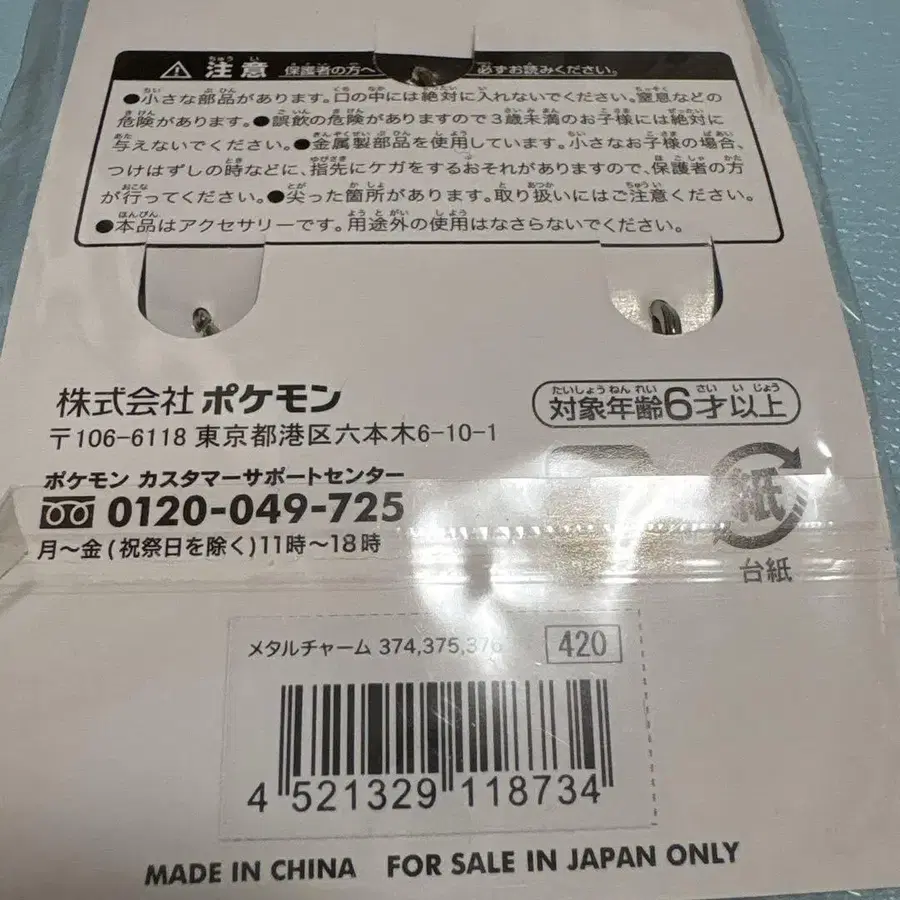 注意 保護者の方へ 必ずお読みください。
●小さな部品があります。口の中には絶対に入れないでください。窒息などの
危険があります。●誤飲の危険がありますので3歳未満のお子様には絶対に
与えないでください。●金属製部品を使用しています。小さなお子様の場合、
つけはずしの時などに、指先にケガをするおそれがありますので、保護者の方
が行ってください。●尖った箇所があります。取り扱いにはご注意ください。
●本品はアクセサリーです。用途外の使用はなさらないでください。
株式会社 ポケモン
〒106-6118 東京都港区六本木6-10-1
対象年齢6才以上
ポケモン カスタマーサポートセンター
0120-049-725
月～金(祝祭日を除く)11時～18時
紙
台紙
メタルチャーム 374,375,376 420
4 521329 118734
MADE IN CHINA FOR SALE IN JAPAN ONLY